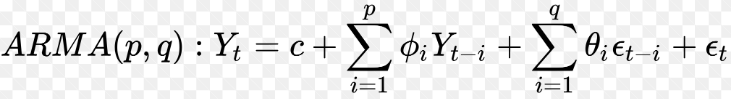 ARMA(p, q) : Y_t = c + \sum_{i=1}^{p} \phi_i Y_{t-i} + \sum_{i=1}^{q} \theta_i \epsilon_{t-i} + \epsilon_t